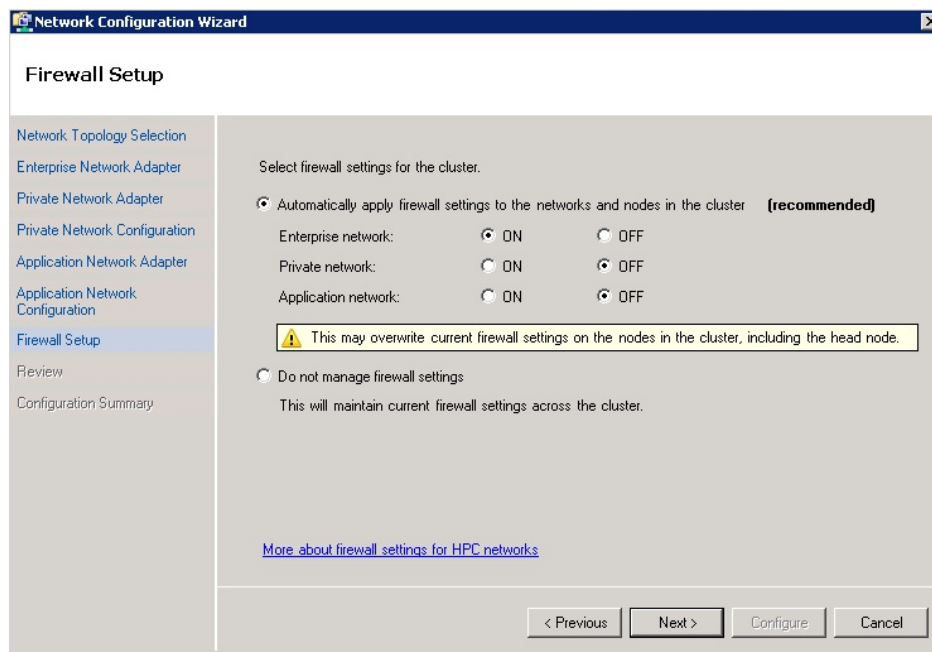 Network Configuration Wizard
Firewall Setup
Network Topology Selection
Enterprise Network Adapter
Private Network Adapter
Private Network Configuration
Application Network Adapter
Application Network
Configuration
Firewall Setup
Review
Configuration Summary
Select firewall settings for the cluster.
Automatically apply firewall settings to the networks and nodes in the cluster (recommended)
Enterprise network: ON OFF
Private network: ON OFF
Application network: ON OFF
This may overwrite current firewall settings on the nodes in the cluster, including the head node.
Do not manage firewall settings
This will maintain current firewall settings across the cluster.
More about firewall settings for HPC networks
< Previous Next > Configure Cancel